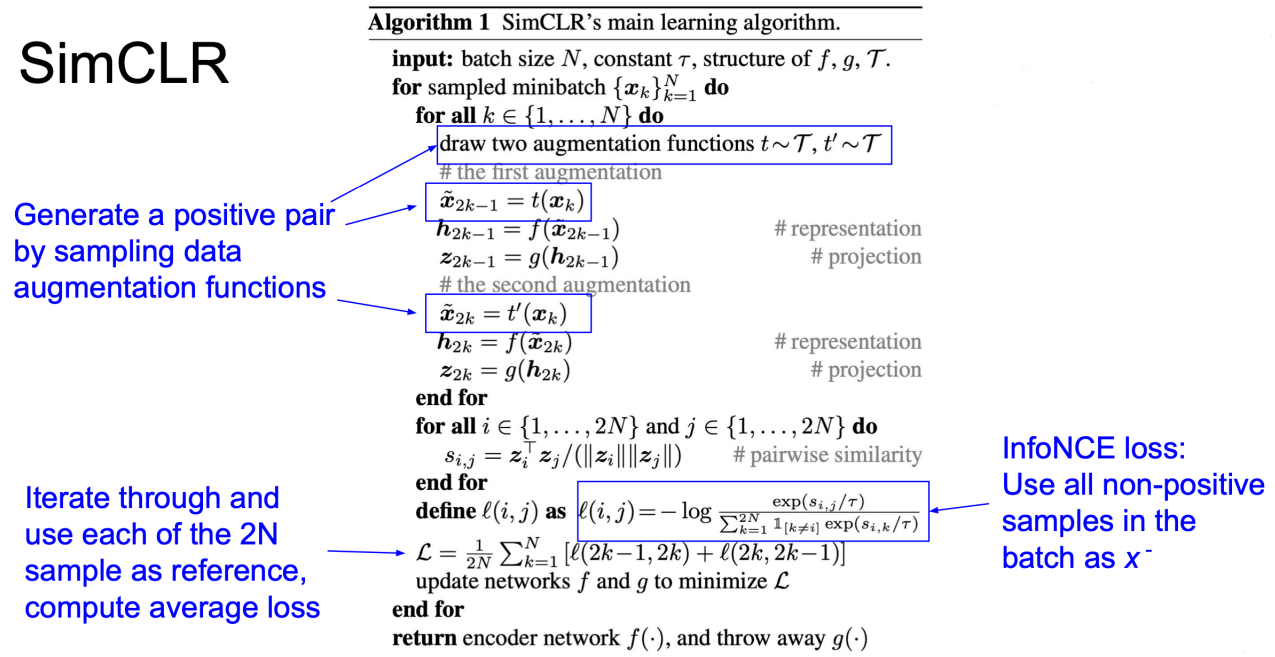 SimCLR
Algorithm 1 SimCLR's main learning algorithm.
input: batch size N, constant τ, structure of f, g, 𝒯.
for sampled minibatch {x_k}_{k=1}^N do
for all k ∈ {1, . . . , N} do
draw two augmentation functions t ~ 𝒯, t′ ~ 𝒯
# the first augmentation
x̃_{2k−1} = t(x_k)
h_{2k−1} = f(x̃_{2k−1}) # representation
z_{2k−1} = g(h_{2k−1}) # projection
# the second augmentation
x̃_{2k} = t′(x_k)
h_{2k} = f(x̃_{2k}) # representation
z_{2k} = g(h_{2k}) # projection
end for
for all i ∈ {1, . . . , 2N} and j ∈ {1, . . . , 2N} do
s_{i,j} = z_i^⊤ z_j/(‖z_i‖‖z_j‖) # pairwise similarity
end for
define ℓ(i, j) as ℓ(i, j) = − log exp(s_{i,j}/τ) / ∑_{k=1}^{2N} 𝟙_{[k≠i]} exp(s_{i,k}/τ)
ℒ = 1/2N ∑_{k=1}^N [ℓ(2k−1, 2k) + ℓ(2k, 2k−1)]
update networks f and g to minimize ℒ
end for
return encoder network f(·), and throw away g(·)
Generate a positive pair
by sampling data
augmentation functions
Iterate through and
use each of the 2N
sample as reference,
compute average loss
InfoNCE loss:
Use all non-positive
samples in the
batch as x⁻